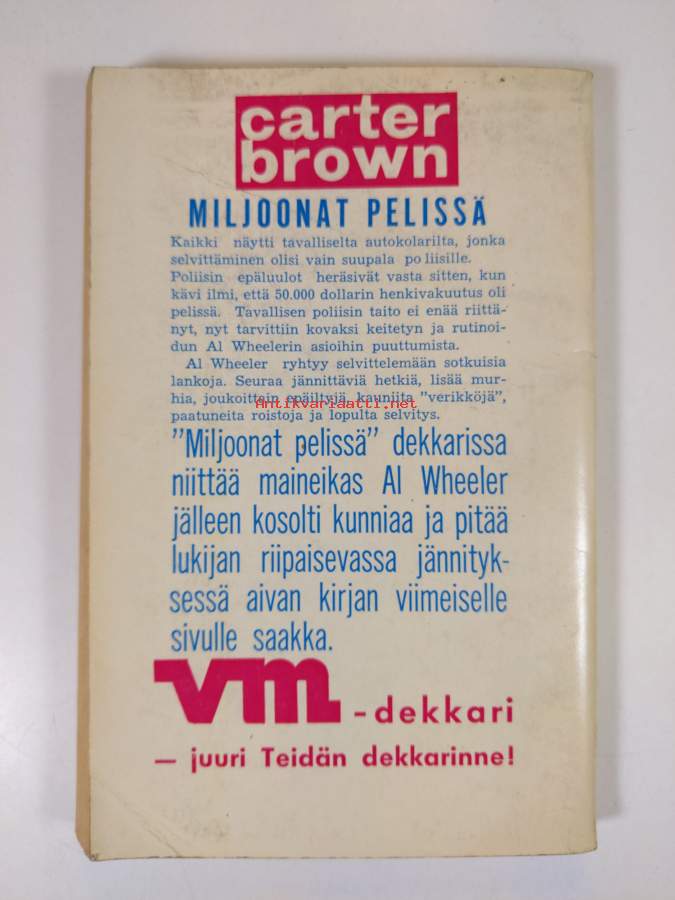 carter
brown
MILJOONAT PELISSÄ
Kaikki näytti tavalliselta autokolarilta, jonka
selvittäminen olisi vain suupala po liisille.
Poliisin epäluulot heräsivät vasta sitten, kun
kävi ilmi, että 50.000 dollarin henkivakuutus oli
pelissä. Tavallisen poliisin taito ei enää riittä-
nyt, nyt tarvittiin kovaksi keitetyn ja rutinoi-
dun Al Wheelerin asioihin puuttumista.
Al Wheeler ryhtyy selvittelemään sotkuisia
lankoja. Seuraa jännittäviä hetkiä, lisää mur-
hia, joukoittain epäiltyjä, kauniita "verikköjä",
Antikvariaatti.net
paatuneita roistoja ja lopulta selvitys.
"Miljoonat pelissä" dekkarissa
niittää maineikas Al Wheeler
jälleen kosolti kunniaa ja pitää
lukijan riipaisevassa jännityk-
sessä aivan kirjan viimeiselle
sivulle saakka.
vm -dekkari
— juuri Teidän dekkarinne!